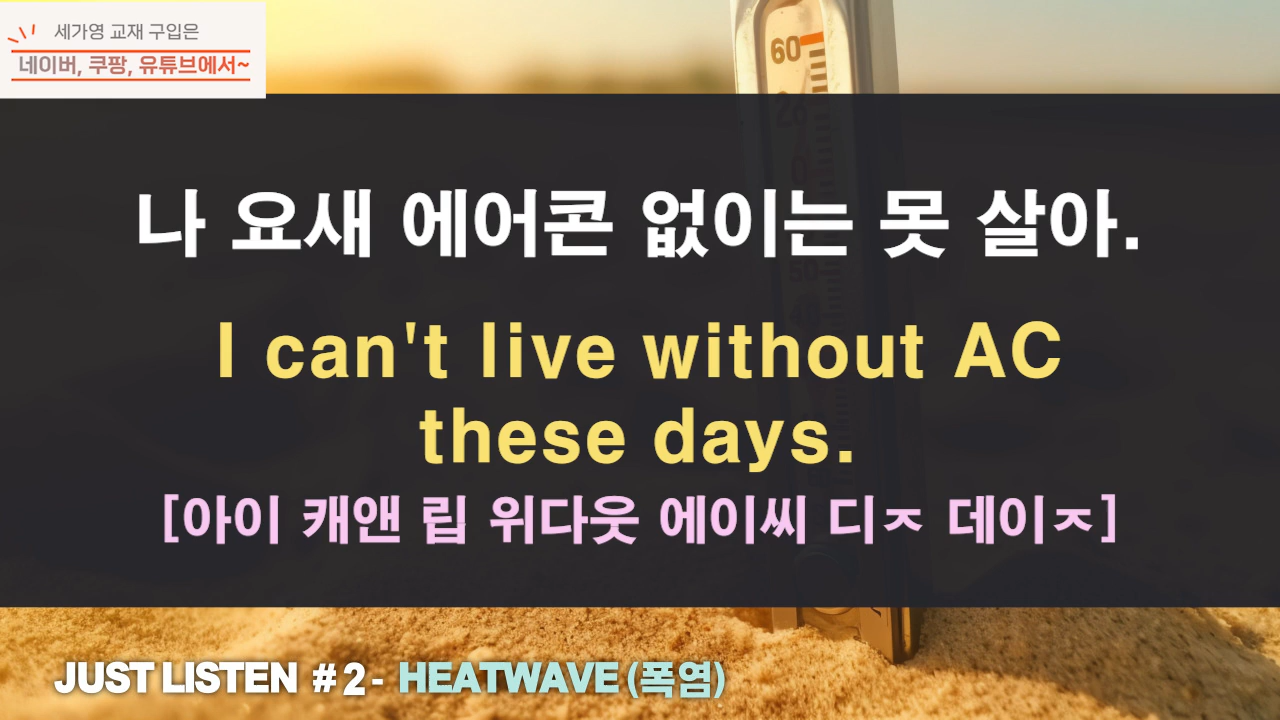 세가영 교재 구입은
네이버, 쿠팡, 유튜브에서~
60
나 요새 에어콘 없이는 못 살아.
I can't live without AC
these days.
[아이 캐앤 립 위다웃 에이씨 디ㅈ 데이ㅈ]
JUST LISTEN #2- HEATWAVE (폭염)